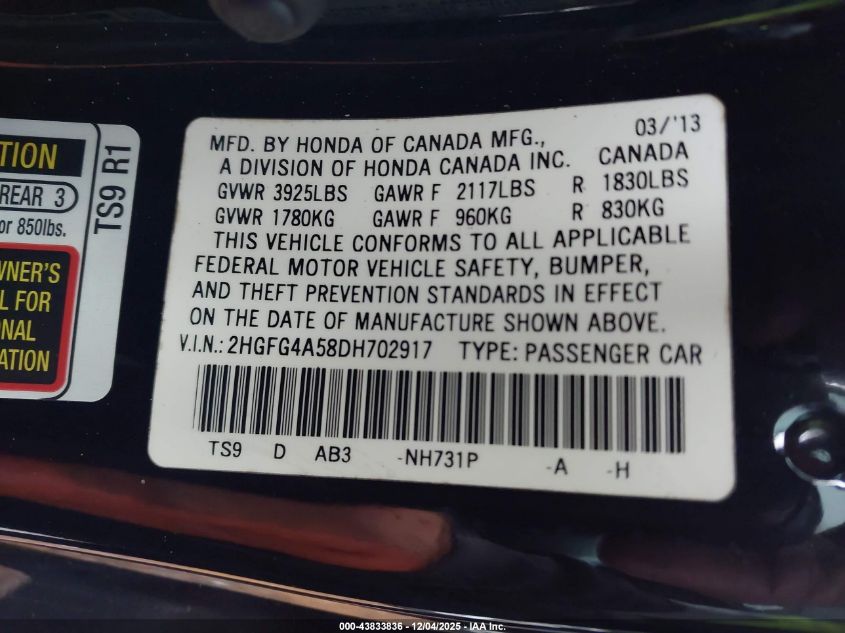 TION
REAR 3
or 850lbs.
TS9 R1
WNER'S
L FOR
ONAL
ATION
MFD. BY HONDA OF CANADA MFG., 03/'13
A DIVISION OF HONDA CANADA INC. CANADA
GVWR 3925LBS GAWR F 2117LBS R 1830LBS
GVWR 1780KG GAWR F 960KG R 830KG
THIS VEHICLE CONFORMS TO ALL APPLICABLE
FEDERAL MOTOR VEHICLE SAFETY, BUMPER,
AND THEFT PREVENTION STANDARDS IN EFFECT
ON THE DATE OF MANUFACTURE SHOWN ABOVE.
V.I.N.: 2HGFG4A58DH702917 TYPE: PASSENGER CAR
TS9 D AB3 -NH731P -A -H
000-43833836 - 12/04/2025 - IAA Inc.